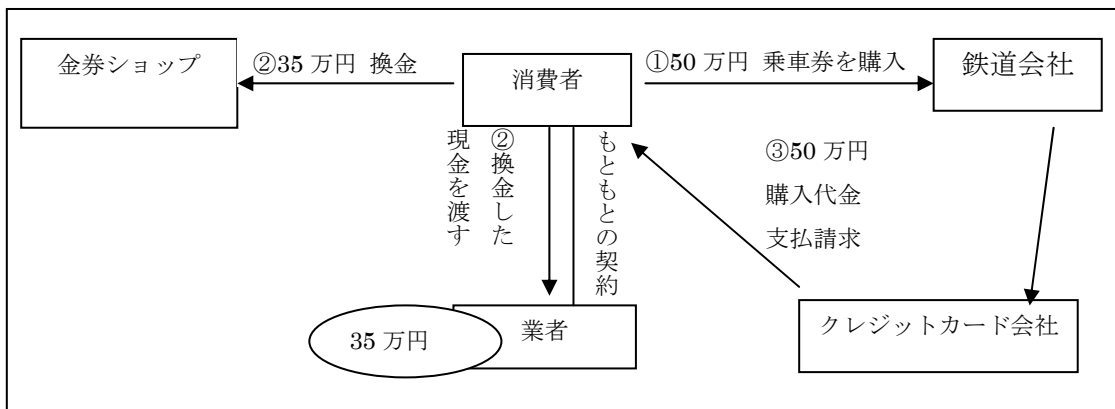 金券ショップ
②35 万円 換金
消費者
①50 万円 乗車券を購入
鉄道会社
②換金した
現金を渡す
もともとの契約
③50 万円
購入代金
支払請求
35 万円
業者
クレジットカード会社